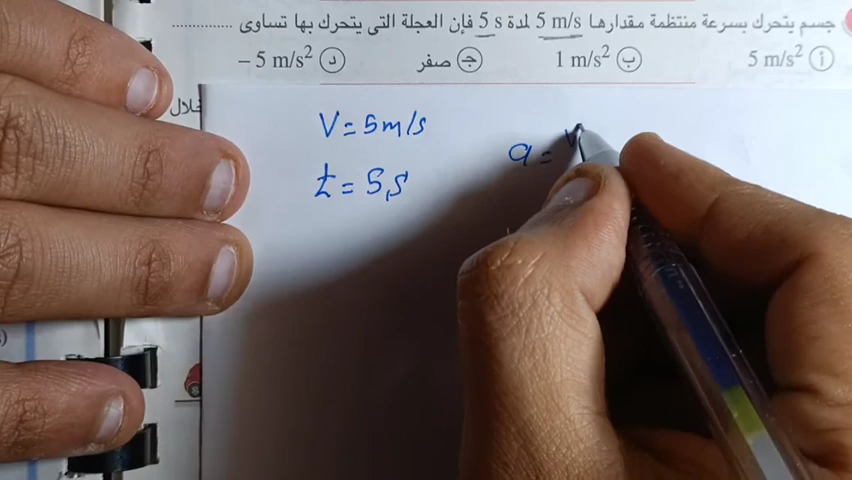 جسم يتحرك بسرعة منتظمة مقدارها 5 m/s لمدة 5 s فإن العجلة التى يتحرك بها تساوى ............
أ 5 m/s² ب 1 m/s² ج صفر د – 5 m/s²
خلال
V = 5 m/s
a = V
t = 5 s